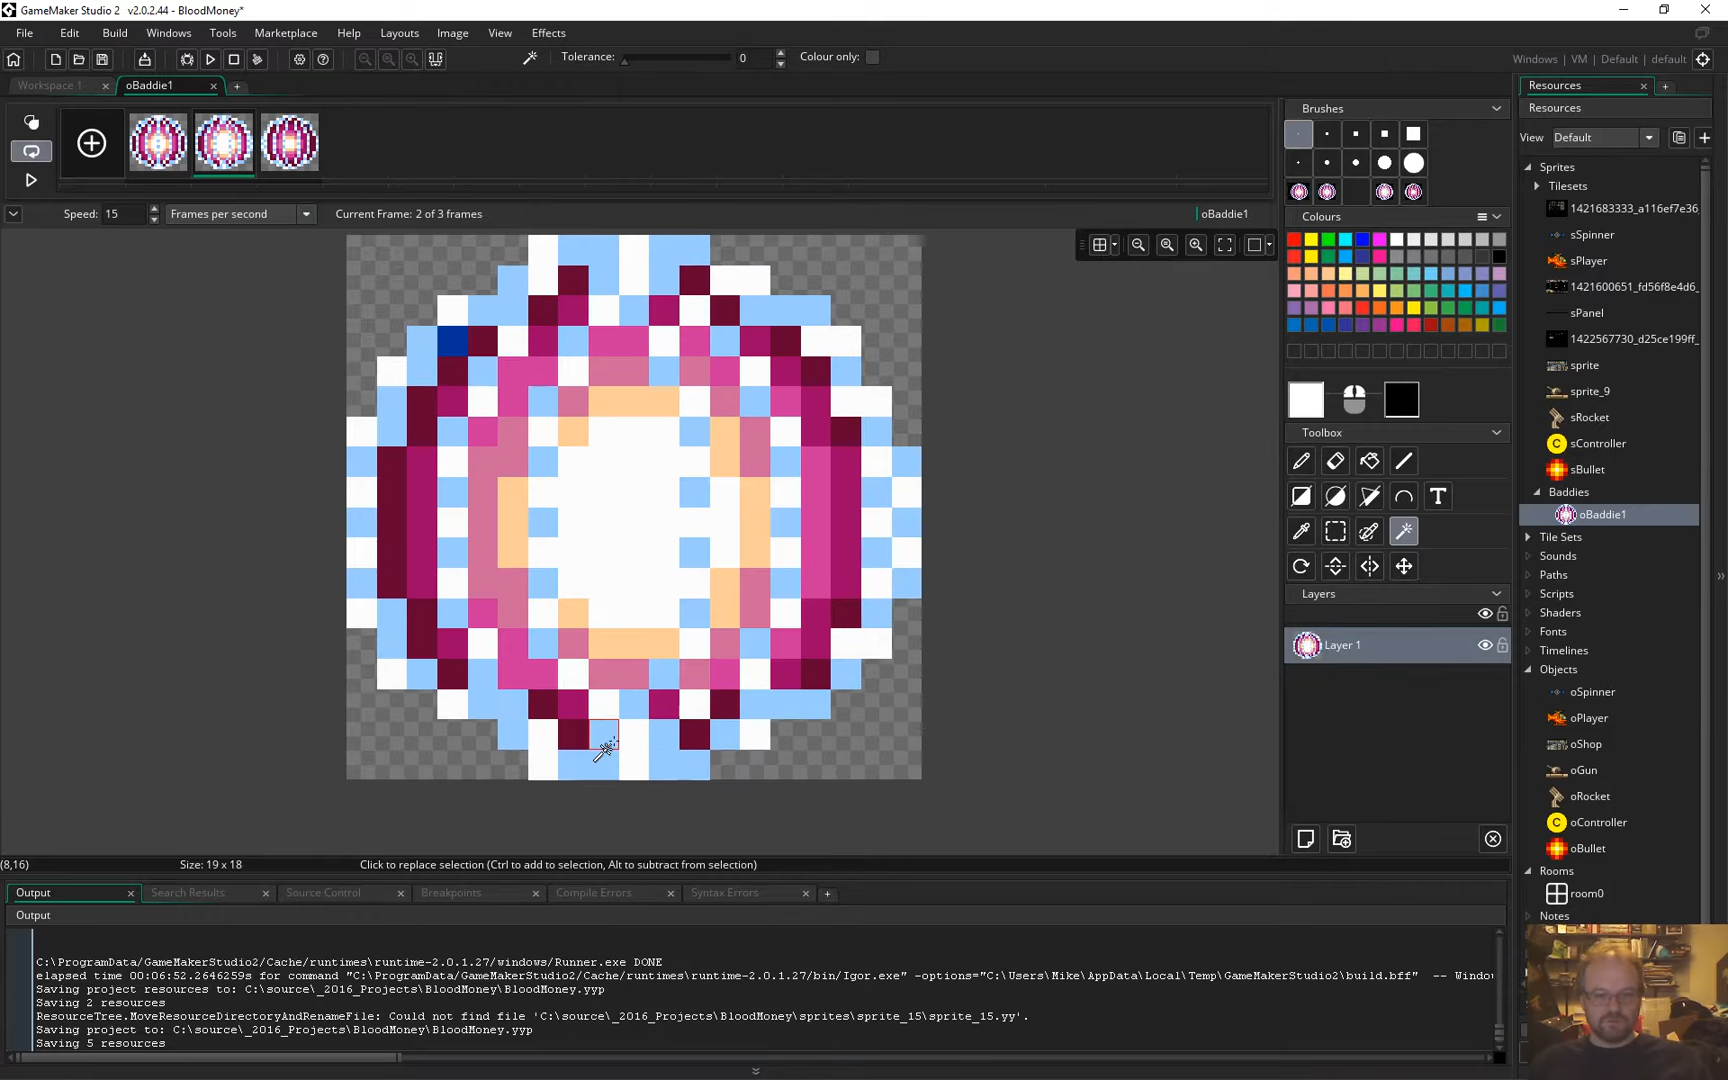 GameMaker Studio 2 v2.0.2.44 - BloodMoney*
File Edit Build Windows Tools Marketplace Help Layouts Image View Effects
Tolerance: 0 Colour only:
Windows | VM | Default | default
Workspace 1
oBaddie1
Resources
Resources
View Default
Speed: 15 Frames per second Current Frame: 2 of 3 frames oBaddie1
Brushes
Colours
Toolbox
T
Layers
Layer 1
Sprites
Tilesets
1421683333_a116ef7e36
sSpinner
sPlayer
1421600651_fd56f8e4d6_
sPanel
1422567730_d25ce199ff_
sprite
sprite_9
sRocket
C sController
sBullet
Baddies
oBaddie1
Tile Sets
Sounds
Paths
Scripts
Shaders
Fonts
Timelines
Objects
oSpinner
oPlayer
oShop
oGun
oRocket
C oController
oBullet
Rooms
room0
Notes
(8,16) Size: 19 x 18 Click to replace selection (Ctrl to add to selection, Alt to subtract from selection)
Output Search Results Source Control Breakpoints Compile Errors Syntax Errors
Output
C:\ProgramData/GameMakerStudio2/Cache/runtimes\runtime-2.0.1.27/windows/Runner.exe DONE
elapsed time 00:06:52.2646259s for command "C:\ProgramData/GameMakerStudio2/Cache/runtimes\runtime-2.0.1.27/bin/Igor.exe" -options="C:\Users\Mike\AppData\Local\Temp\GameMakerStudio2\build.bff" -- Windo
Saving project resources to: C:\source\_2016_Projects\BloodMoney\BloodMoney.yyp
Saving 2 resources
ResourceTree.MoveResourceDirectoryAndRenameFile: Could not find file 'C:\source\_2016_Projects\BloodMoney\sprites\sprite_15\sprite_15.yy'.
Saving project to: C:\source\_2016_Projects\BloodMoney\BloodMoney.yyp
Saving 5 resources